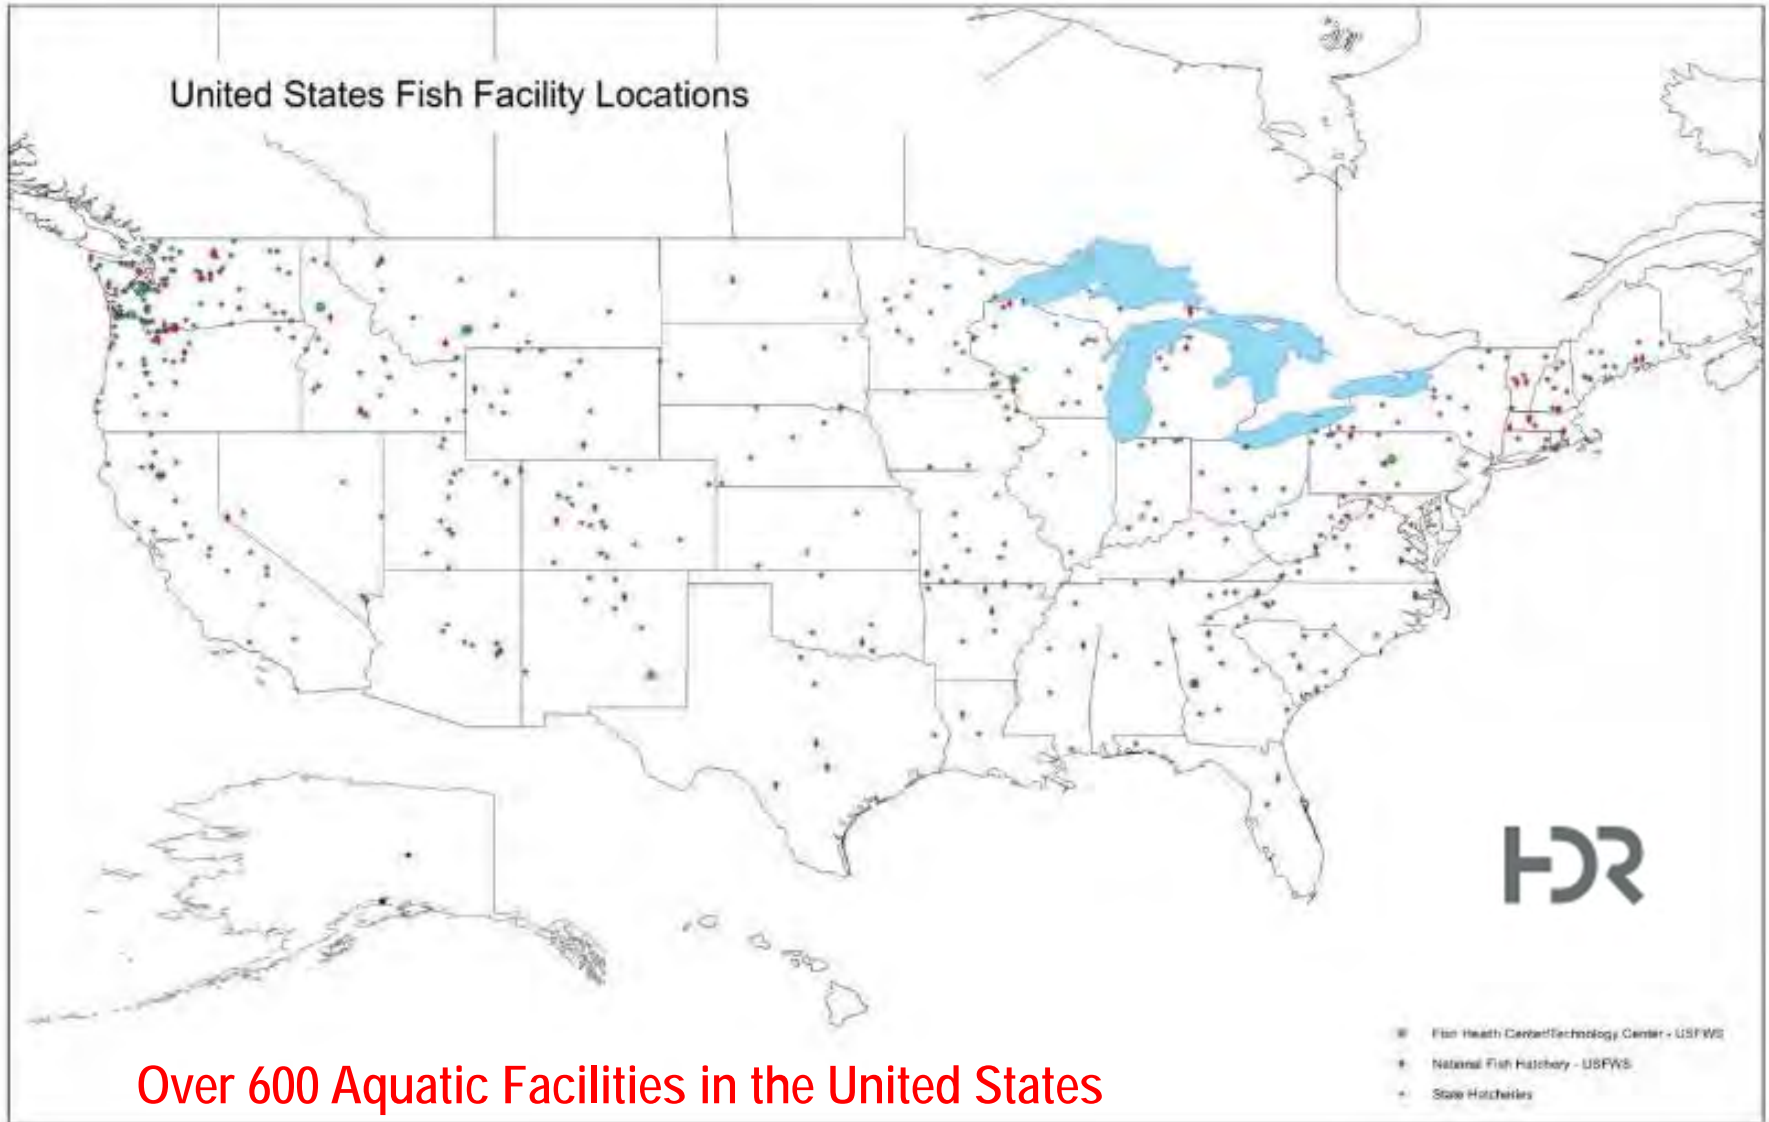 United States Fish Facility Locations
HDR
Fish Heath Center/Technology Center - USFWS
National Fish Hatchery - USFWS
State Hatcheries
Over 600 Aquatic Facilities in the United States